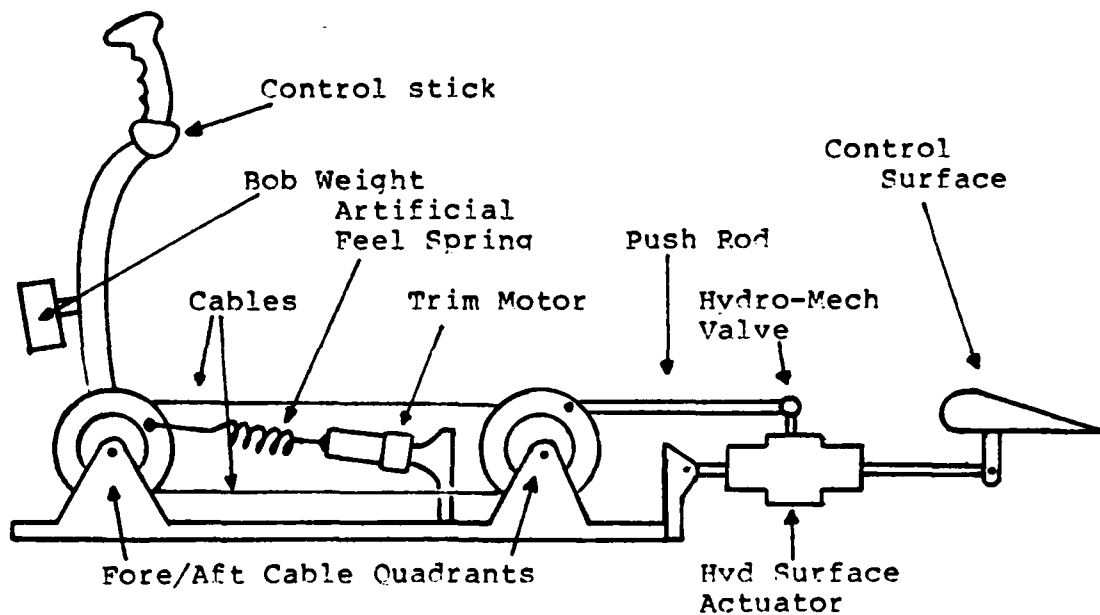 Control stick
Control
Surface
Bob Weight
Artificial
Feel Spring
Push Rod
Cables
Trim Motor
Hydro-Mech
Valve
Fore/Aft Cable Quadrants
Hyd Surface
Actuator